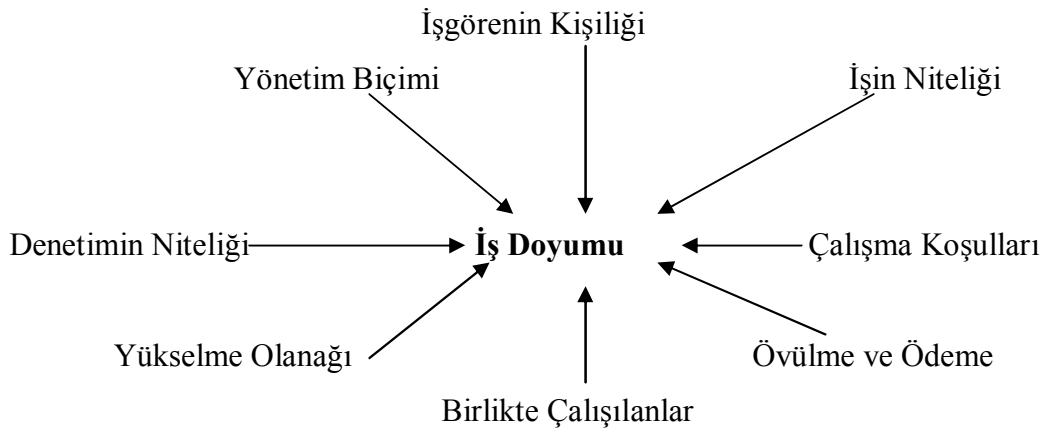 İşgörenin Kişiliği
Yönetim Biçimi
İşin Niteliği
Denetimin Niteliği
İş Doyumu
Çalışma Koşulları
Yükselme Olanağı
Övülme ve Ödeme
Birlikte Çalışılanlar